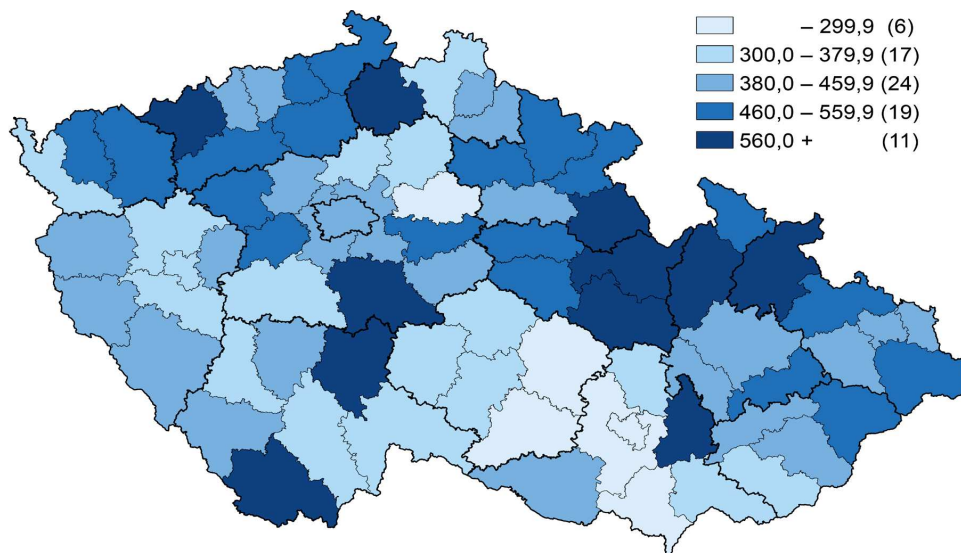 – 299,9 (6)
300,0 – 379,9 (17)
380,0 – 459,9 (24)
460,0 – 559,9 (19)
560,0 + (11)